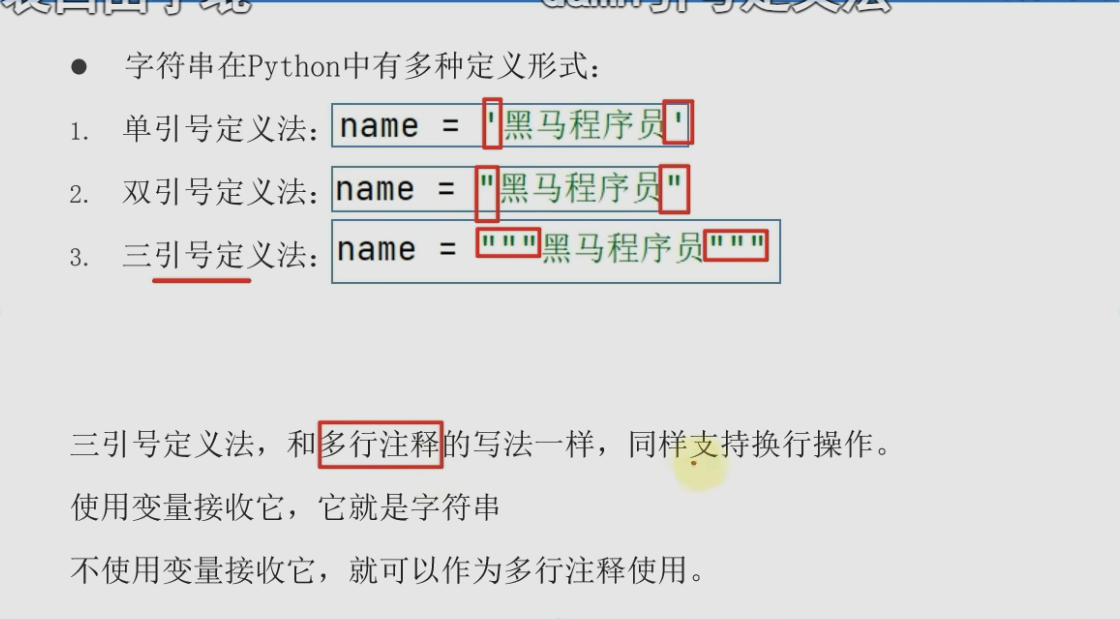 ● 字符串在Python中有多种定义形式：
1. 单引号定义法： name = '黑马程序员'
2. 双引号定义法： name = "黑马程序员"
3. 三引号定义法： name = """黑马程序员"""
三引号定义法，和多行注释的写法一样，同样支持换行操作。
使用变量接收它，它就是字符串
不使用变量接收它，就可以作为多行注释使用。